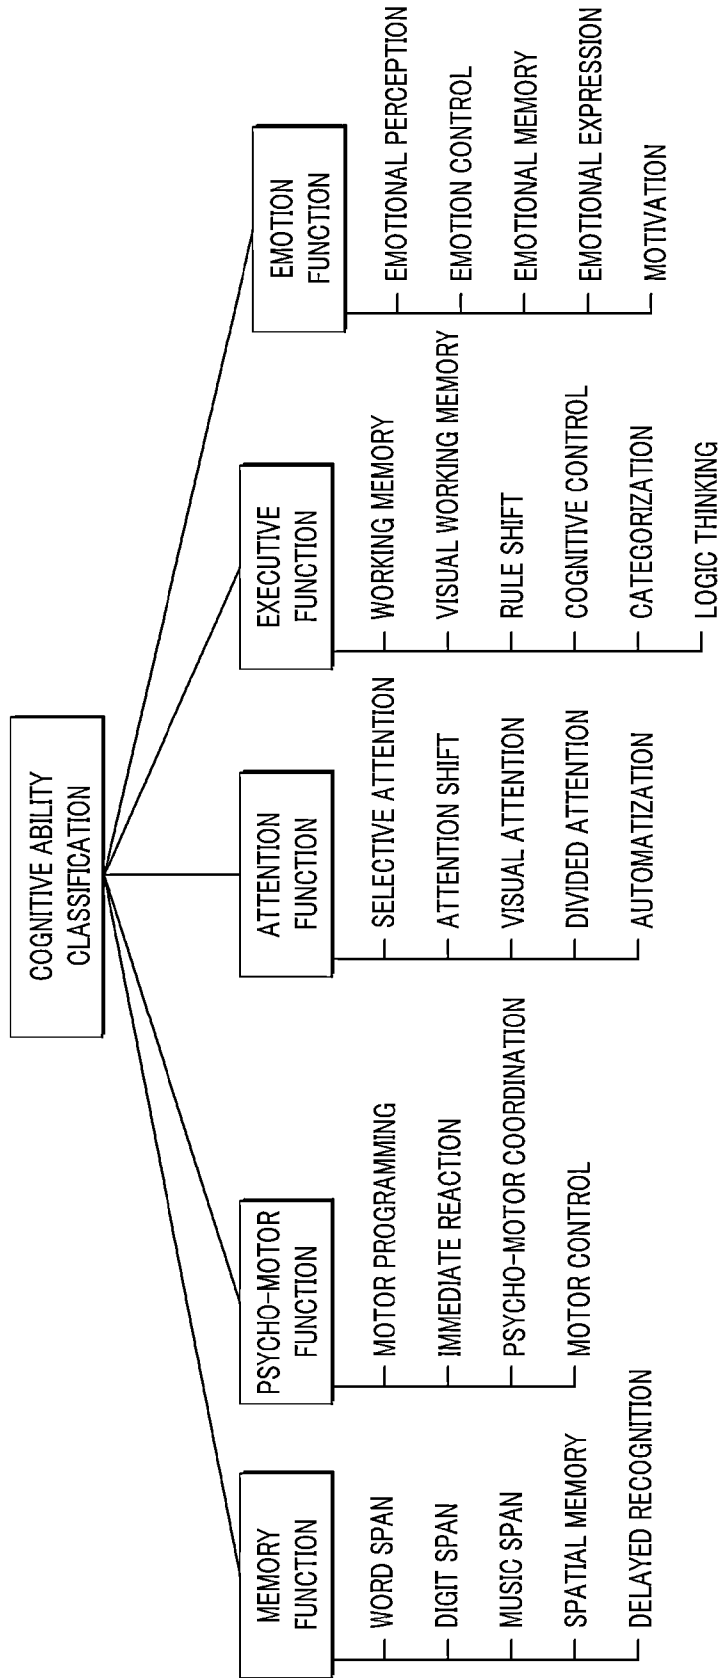 COGNITIVE ABILITY
CLASSIFICATION
MEMORY
FUNCTION
WORD SPAN
DIGIT SPAN
MUSIC SPAN
SPATIAL MEMORY
DELAYED RECOGNITION
PSYCHO-MOTOR
FUNCTION
MOTOR PROGRAMMING
IMMEDIATE REACTION
PSYCHO-MOTOR COORDINATION
MOTOR CONTROL
ATTENTION
FUNCTION
SELECTIVE ATTENTION
ATTENTION SHIFT
VISUAL ATTENTION
DIVIDED ATTENTION
AUTOMATIZATION
EXECUTIVE
FUNCTION
WORKING MEMORY
VISUAL WORKING MEMORY
RULE SHIFT
COGNITIVE CONTROL
CATEGORIZATION
LOGIC THINKING
EMOTION
FUNCTION
EMOTIONAL PERCEPTION
EMOTION CONTROL
EMOTIONAL MEMORY
EMOTIONAL EXPRESSION
MOTIVATION